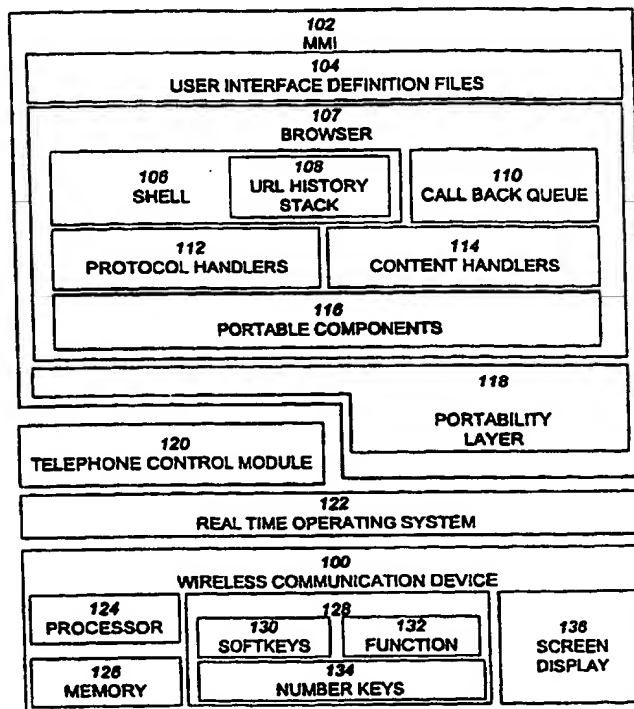 102
MMI
104
USER INTERFACE DEFINITION FILES
107
BROWSER
106
SHELL
108
URL HISTORY
STACK
110
CALL BACK QUEUE
112
PROTOCOL HANDLERS
114
CONTENT HANDLERS
116
PORTABLE COMPONENTS
118
PORTABILITY
LAYER
120
TELEPHONE CONTROL MODULE
122
REAL TIME OPERATING SYSTEM
100
WIRELESS COMMUNICATION DEVICE
124
PROCESSOR
126
MEMORY
128
130
SOFTKEYS
132
FUNCTION
134
NUMBER KEYS
136
SCREEN
DISPLAY